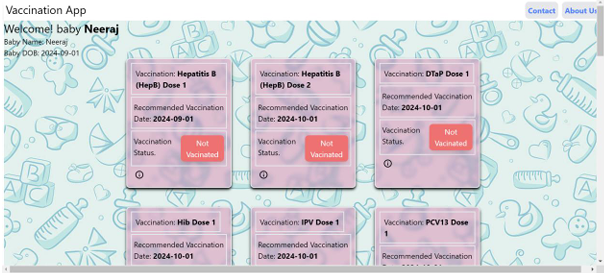 Vaccination App Contact About Us
Welcome! baby Neeraj
Baby Name: Neeraj
Baby DOB: 2024-09-01
Vaccination: Hepatitis B
(HepB) Dose 1
Recommended Vaccination
Date: 2024-09-01
Vaccination
Status.
Not
Vacinated
Vaccination: Hepatitis B
(HepB) Dose 2
Recommended Vaccination
Date: 2024-10-01
Vaccination
Status.
Not
Vacinated
Vaccination: DTaP Dose 1
Recommended Vaccination
Date: 2024-10-01
Vaccination
Status.
Not
Vacinated
Vaccination: Hib Dose 1
Recommended Vaccination
Date: 2024-10-01
Vaccination: IPV Dose 1
Recommended Vaccination
Date: 2024-10-01
Vaccination: PCV13 Dose
1
Recommended Vaccination